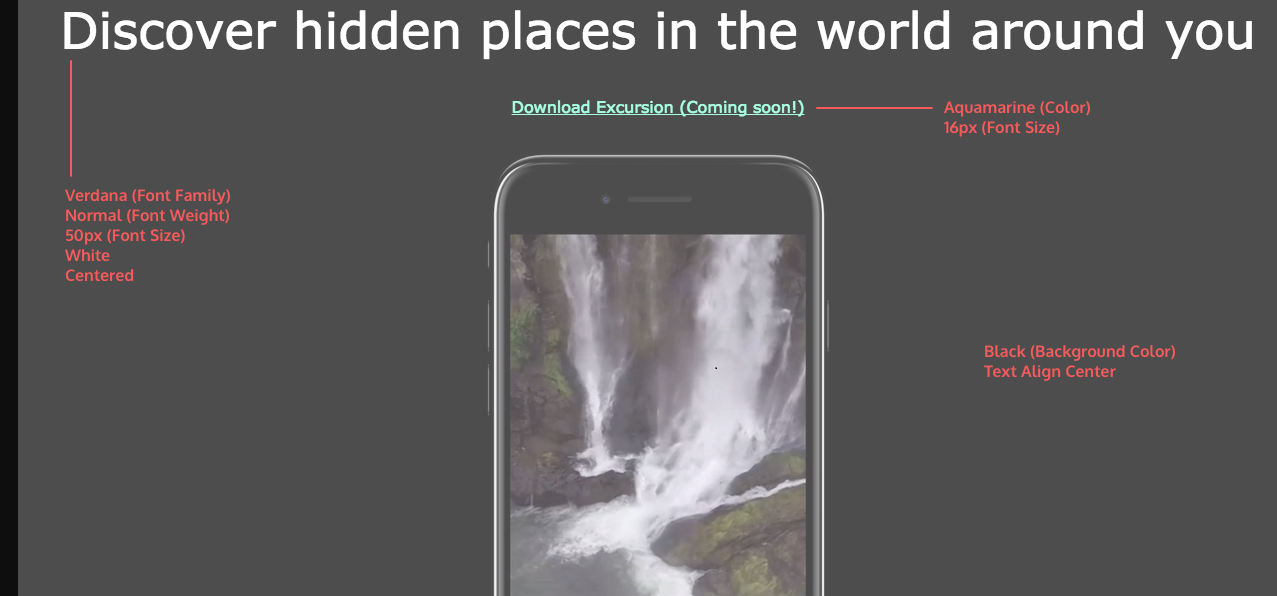 Discover hidden places in the world around you
Download Excursion (Coming soon!)
Aquamarine (Color)
16px (Font Size)
Verdana (Font Family)
Normal (Font Weight)
50px (Font Size)
White
Centered
Black (Background Color)
Text Align Center